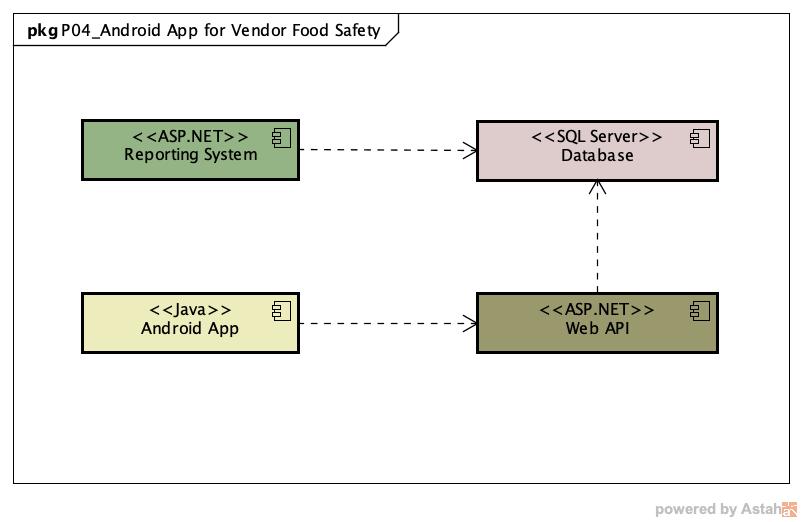 pkg P04_Android App for Vendor Food Safety
<<ASP.NET>>
Reporting System
<<SQL Server>>
Database
<<Java>>
Android App
<<ASP.NET>>
Web API
powered by Astah